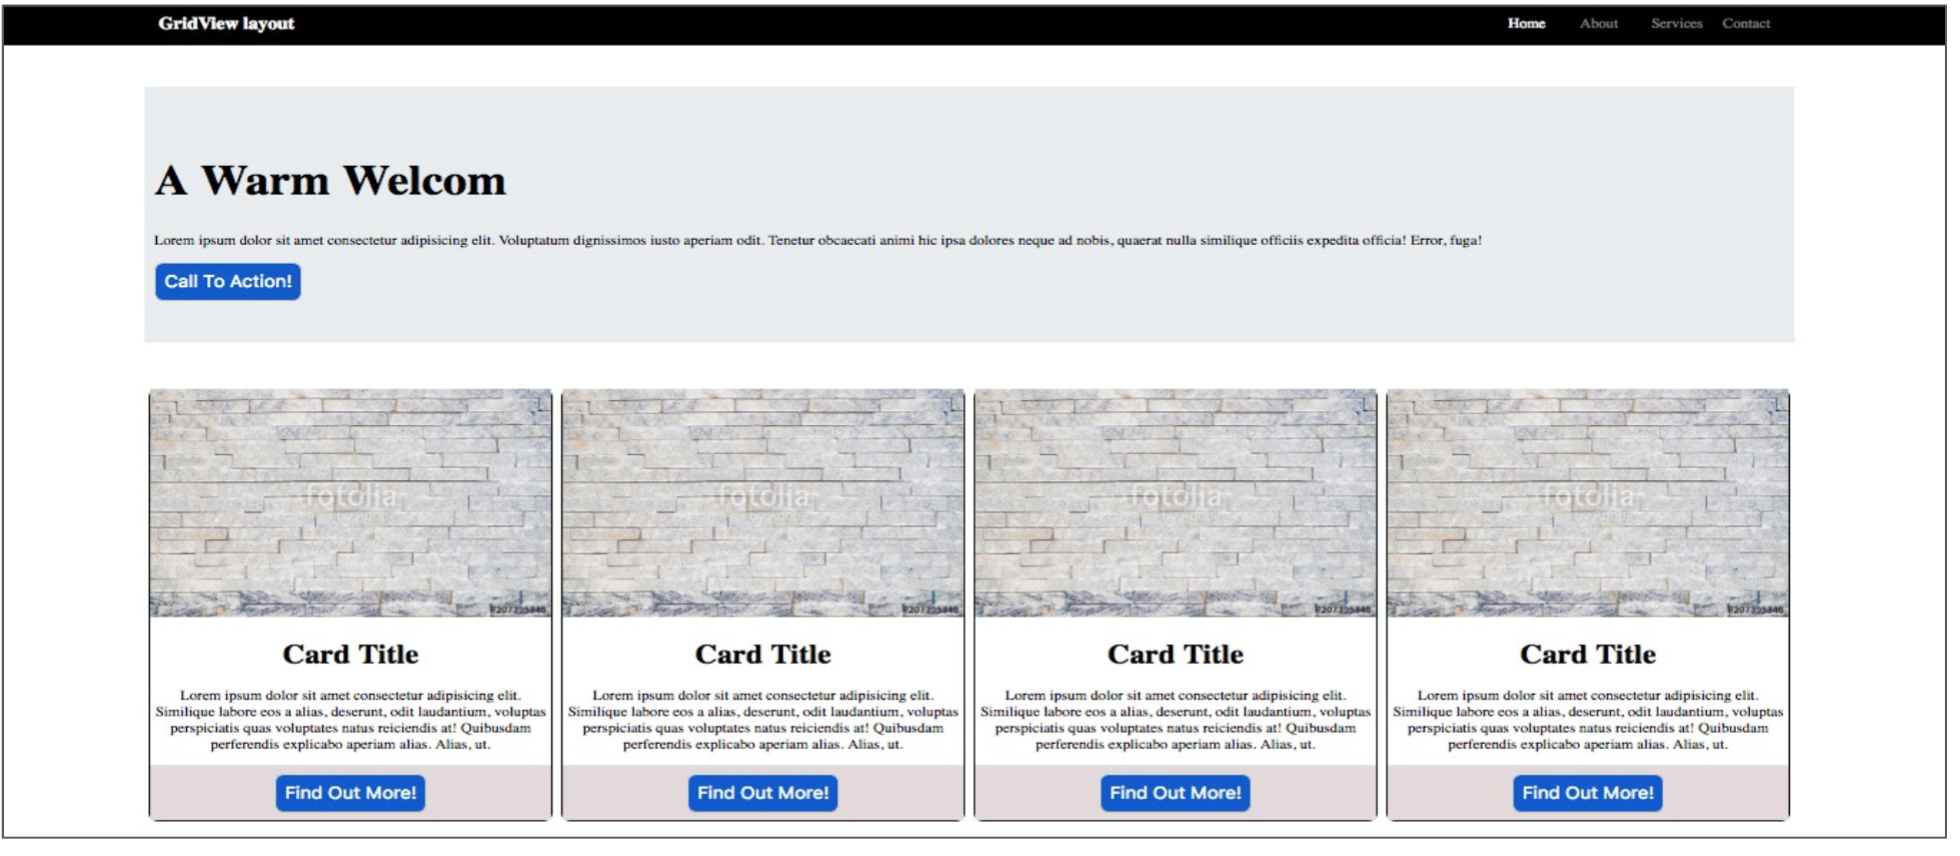 GridView layout
Home About Services Contact
A Warm Welcom
Lorem ipsum dolor sit amet consectetur adipisicing elit. Voluptatum dignissimos iusto aperiam odit. Tenetur obcaecati animi hic ipsa dolores neque ad nobis, quaerat nulla similique officiis expedita officia! Error, fuga!
Call To Action!
fotolia
fotolia
fotolia
fotolia
Card Title
Lorem ipsum dolor sit amet consectetur adipisicing elit.
Similique labore eos a alias, deserunt, odit laudantium, voluptas
perspiciatis quas voluptates natus reiciendis at! Quibusdam
perferendis explicabo aperiam alias. Alias, ut.
Find Out More!
Card Title
Lorem ipsum dolor sit amet consectetur adipisicing elit.
Similique labore eos a alias, deserunt, odit laudantium, voluptas
perspiciatis quas voluptates natus reiciendis at! Quibusdam
perferendis explicabo aperiam alias. Alias, ut.
Find Out More!
Card Title
Lorem ipsum dolor sit amet consectetur adipisicing elit.
Similique labore eos a alias, deserunt, odit laudantium, voluptas
perspiciatis quas voluptates natus reiciendis at! Quibusdam
perferendis explicabo aperiam alias. Alias, ut.
Find Out More!
Card Title
Lorem ipsum dolor sit amet consectetur adipisicing elit.
Similique labore eos a alias, deserunt, odit laudantium, voluptas
perspiciatis quas voluptates natus reiciendis at! Quibusdam
perferendis explicabo aperiam alias. Alias, ut.
Find Out More!